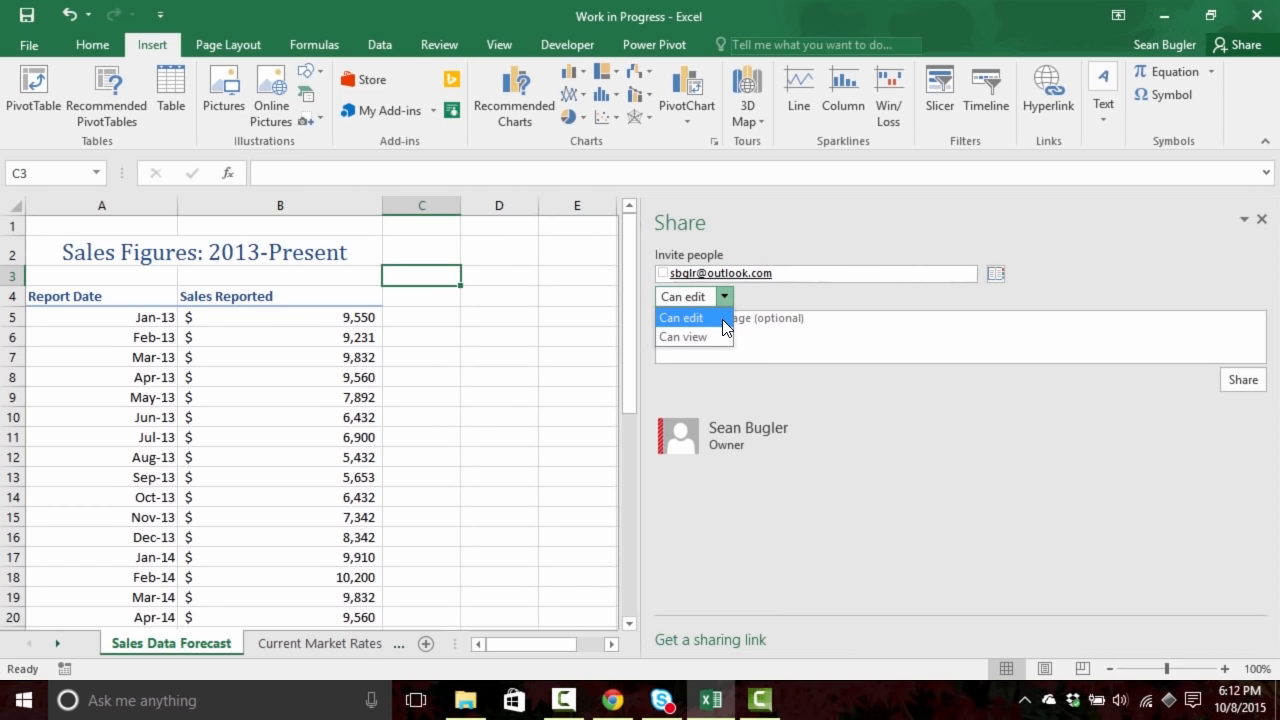 Work in Progress - Excel
File Home Insert Page Layout Formulas Data Review View Developer Power Pivot Tell me what you want to do... Sean Bugler Share
PivotTable Recommended PivotTables Table
Tables
Pictures Online Pictures
Illustrations
Store
My Add-ins
Add-ins
Recommended Charts PivotChart
Charts
3D Map
Tours
Line Column Win/Loss
Sparklines
Slicer Timeline
Filters
Hyperlink
Links
A
Text
π Equation
Ω Symbol
Symbols
C3 fx
A B C D E
1
2 Sales Figures: 2013-Present
3
4 Report Date Sales Reported
5 Jan-13 $ 9,550
6 Feb-13 $ 9,231
7 Mar-13 $ 9,832
8 Apr-13 $ 9,560
9 May-13 $ 7,892
10 Jun-13 $ 6,432
11 Jul-13 $ 6,900
12 Aug-13 $ 5,432
13 Sep-13 $ 5,653
14 Oct-13 $ 6,432
15 Nov-13 $ 7,342
16 Dec-13 $ 8,342
17 Jan-14 $ 9,910
18 Feb-14 $ 10,200
19 Mar-14 $ 9,832
20 Apr-14 $ 9,560
Share
Invite people
sbglr@outlook.com
Can edit
Can edit
Can view
age (optional)
Share
Sean Bugler
Owner
Get a sharing link
Sales Data Forecast Current Market Rates ...
Ready 100%
Ask me anything
6:12 PM
10/8/2015